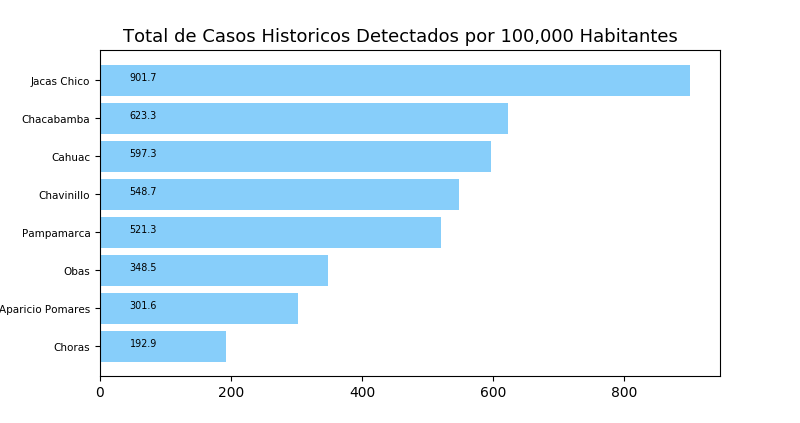 Total de Casos Historicos Detectados por 100,000 Habitantes
Jacas Chico 901.7
Chacabamba 623.3
Cahuac 597.3
Chavinillo 548.7
Pampamarca 521.3
Obas 348.5
Aparicio Pomares 301.6
Choras 192.9
0 200 400 600 800